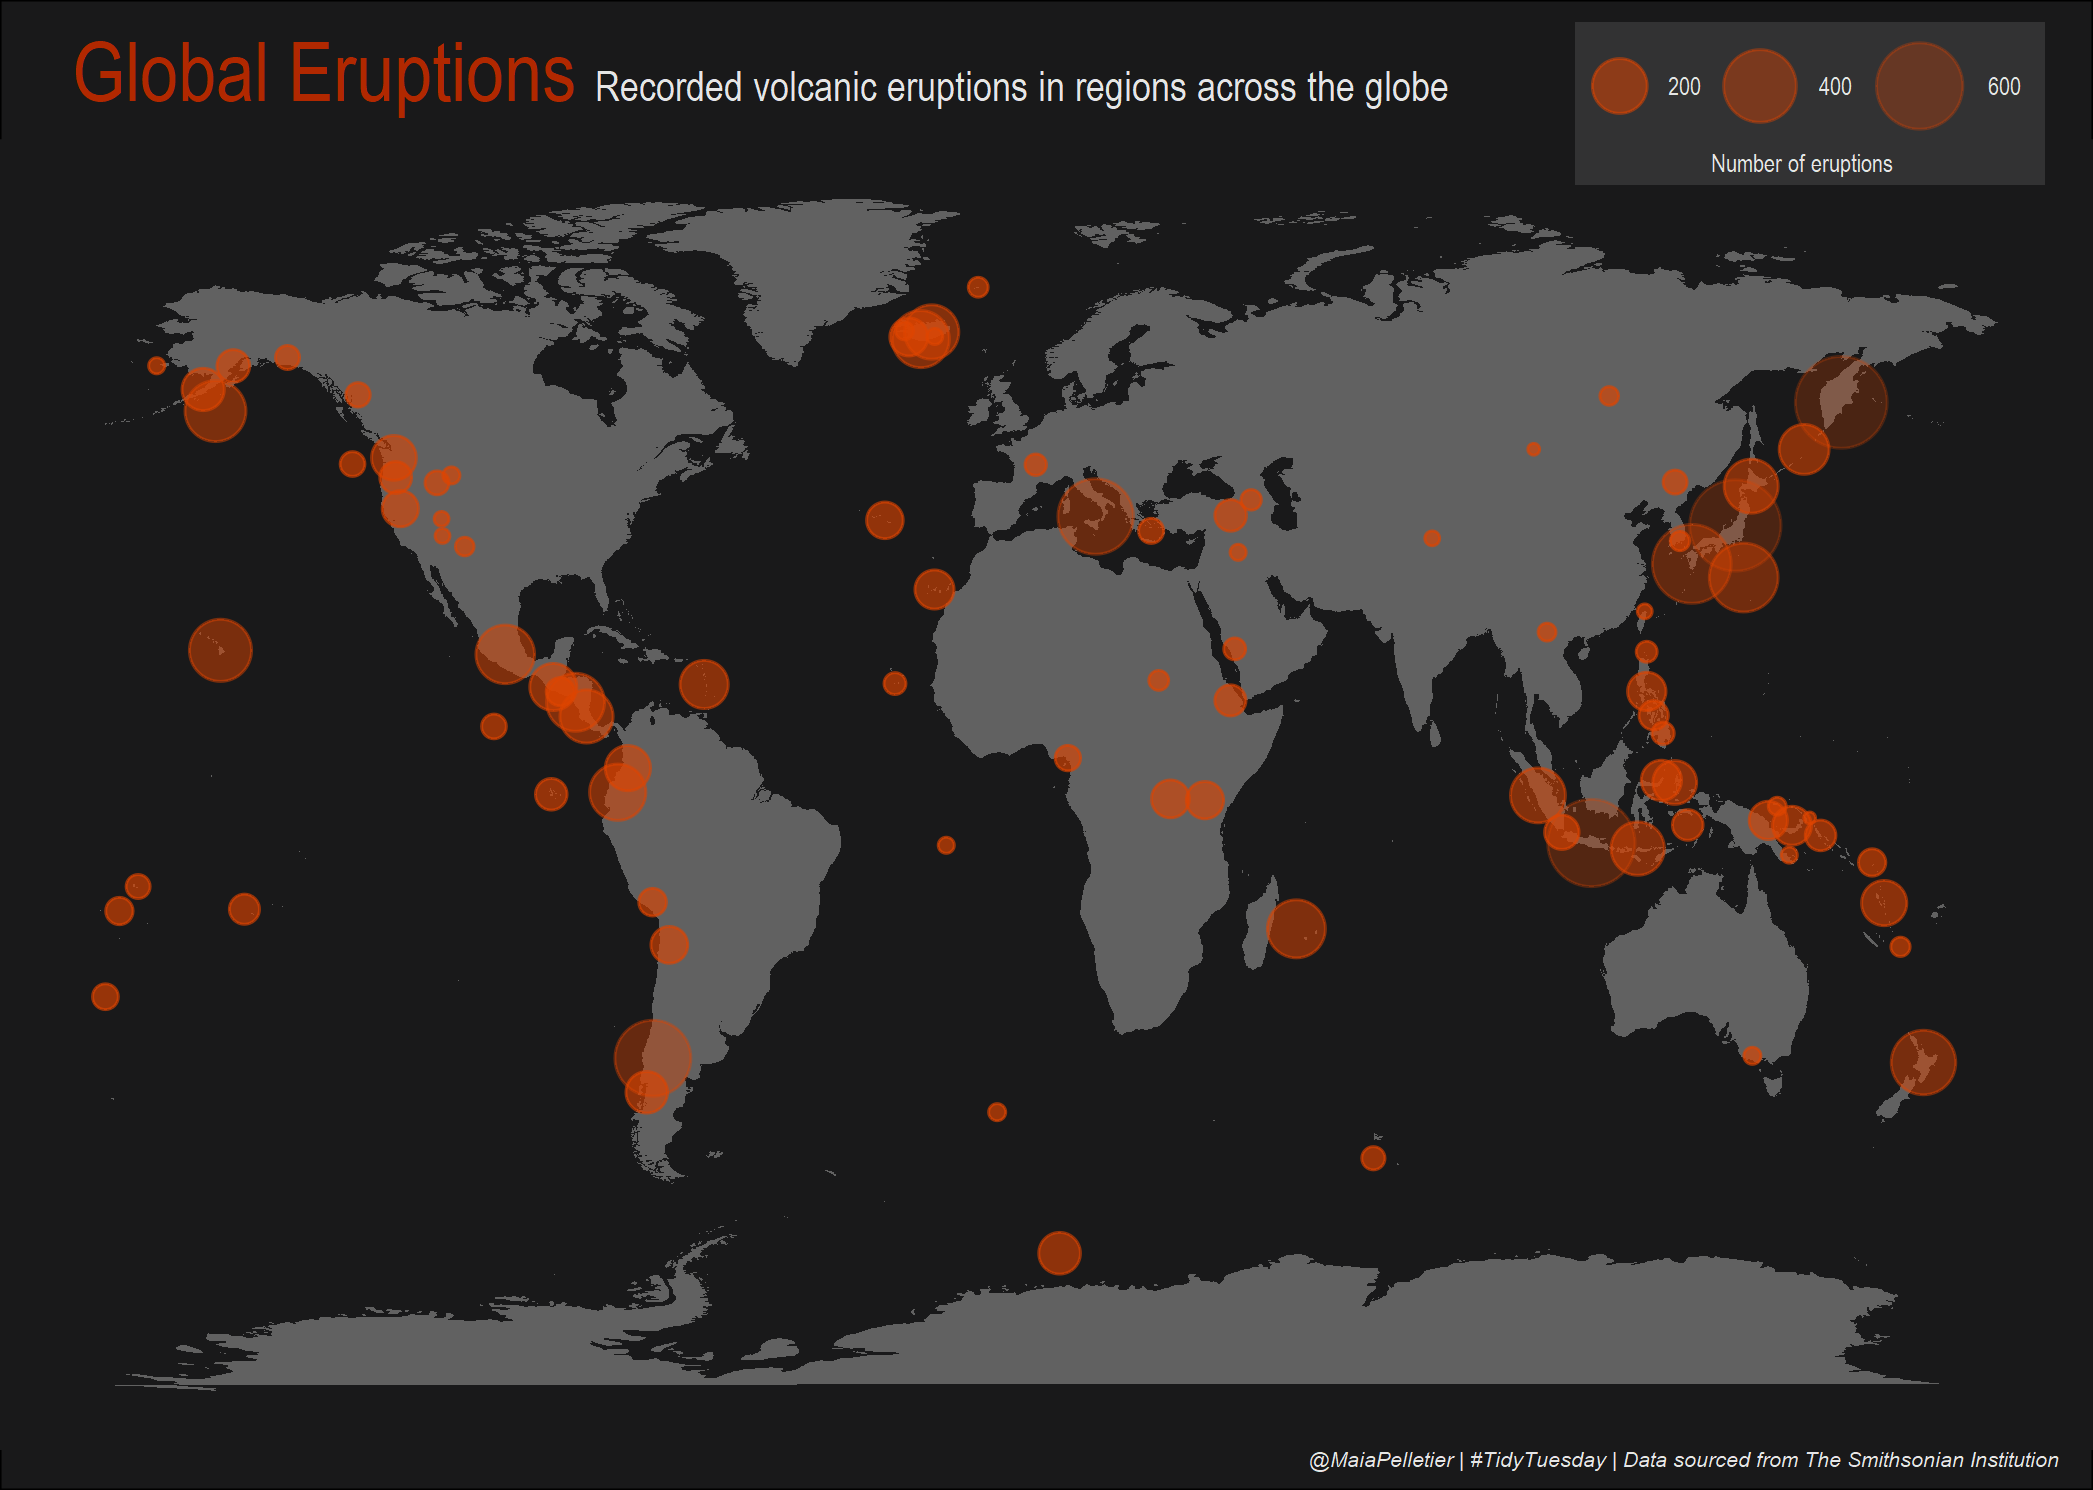 Global Eruptions Recorded volcanic eruptions in regions across the globe
200 400 600
Number of eruptions
@MaiaPelletier | #TidyTuesday | Data sourced from The Smithsonian Institution